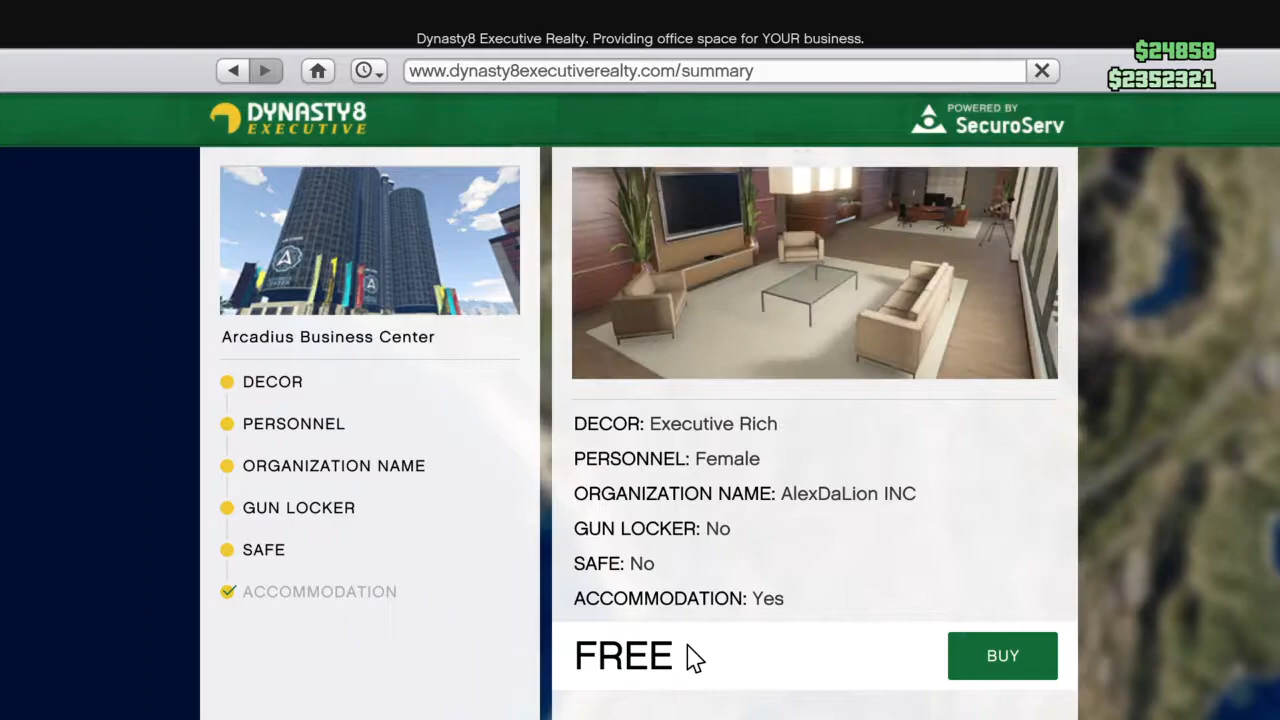 Dynasty8 Executive Realty. Providing office space for YOUR business.
$24858
$2352321
www.dynasty8executiverealty.com/summary
DYNASTY8
EXECUTIVE
POWERED BY
SecuroServ
Arcadius Business Center
DECOR
PERSONNEL
ORGANIZATION NAME
GUN LOCKER
SAFE
ACCOMMODATION
DECOR: Executive Rich
PERSONNEL: Female
ORGANIZATION NAME: AlexDaLion INC
GUN LOCKER: No
SAFE: No
ACCOMMODATION: Yes
FREE
BUY